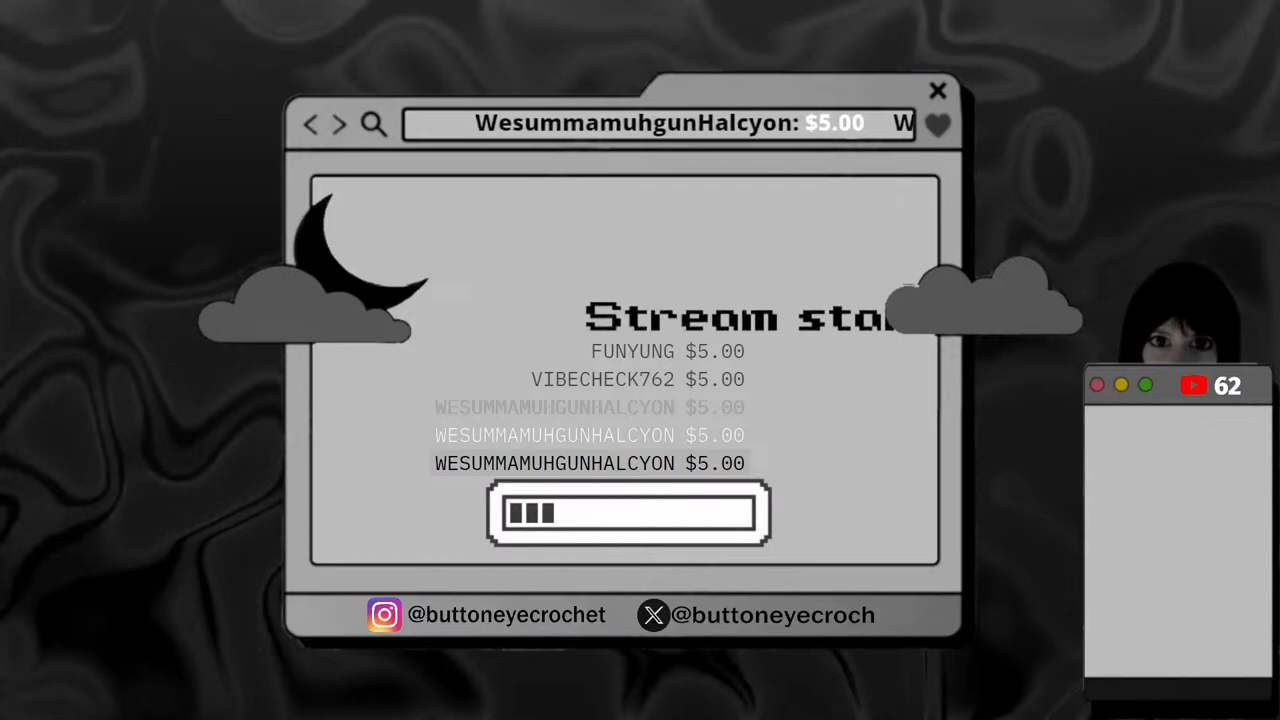 WesummamuhgunHalcyon: $5.00 W
Stream sta
FUNYUNG $5.00
VIBECHECK762 $5.00
WESUMMAMUHGUNHALCYON $5.00
WESUMMAMUHGUNHALCYON $5.00
WESUMMAMUHGUNHALCYON $5.00
62
@buttoneyecrochet @buttoneyecroch